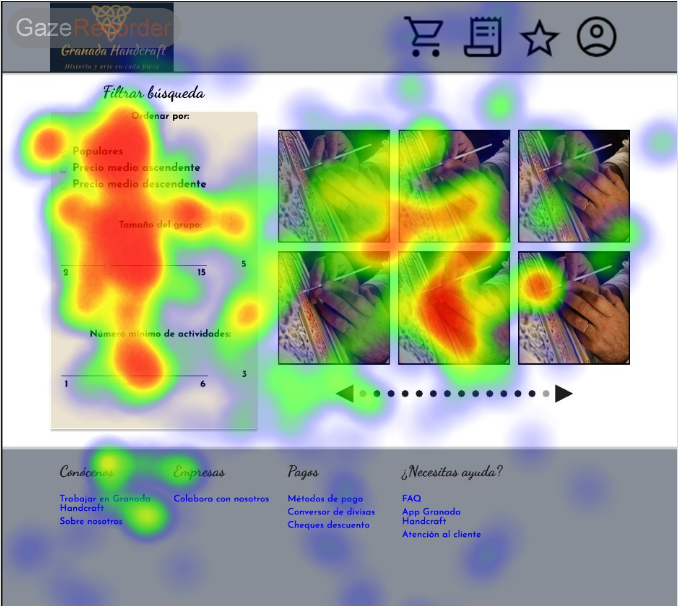 GazeRecorder
Granada Handcraft
Historia y arte en cada pieza
Filtrar búsqueda
Ordenar por:
Populares
Precio medio ascendente
Precio medio descendente
Tamaño del grupo:
2
15
5
Número mínimo de actividades:
1
6
3
Conócenos
Trabajar en Granada
Handcraft
Sobre nosotros
Empresas
Colabora con nosotros
Pagos
Métodos de pago
Conversor de divisas
Cheques descuento
¿Necesitas ayuda?
FAQ
App Granada
Handcraft
Atención al cliente